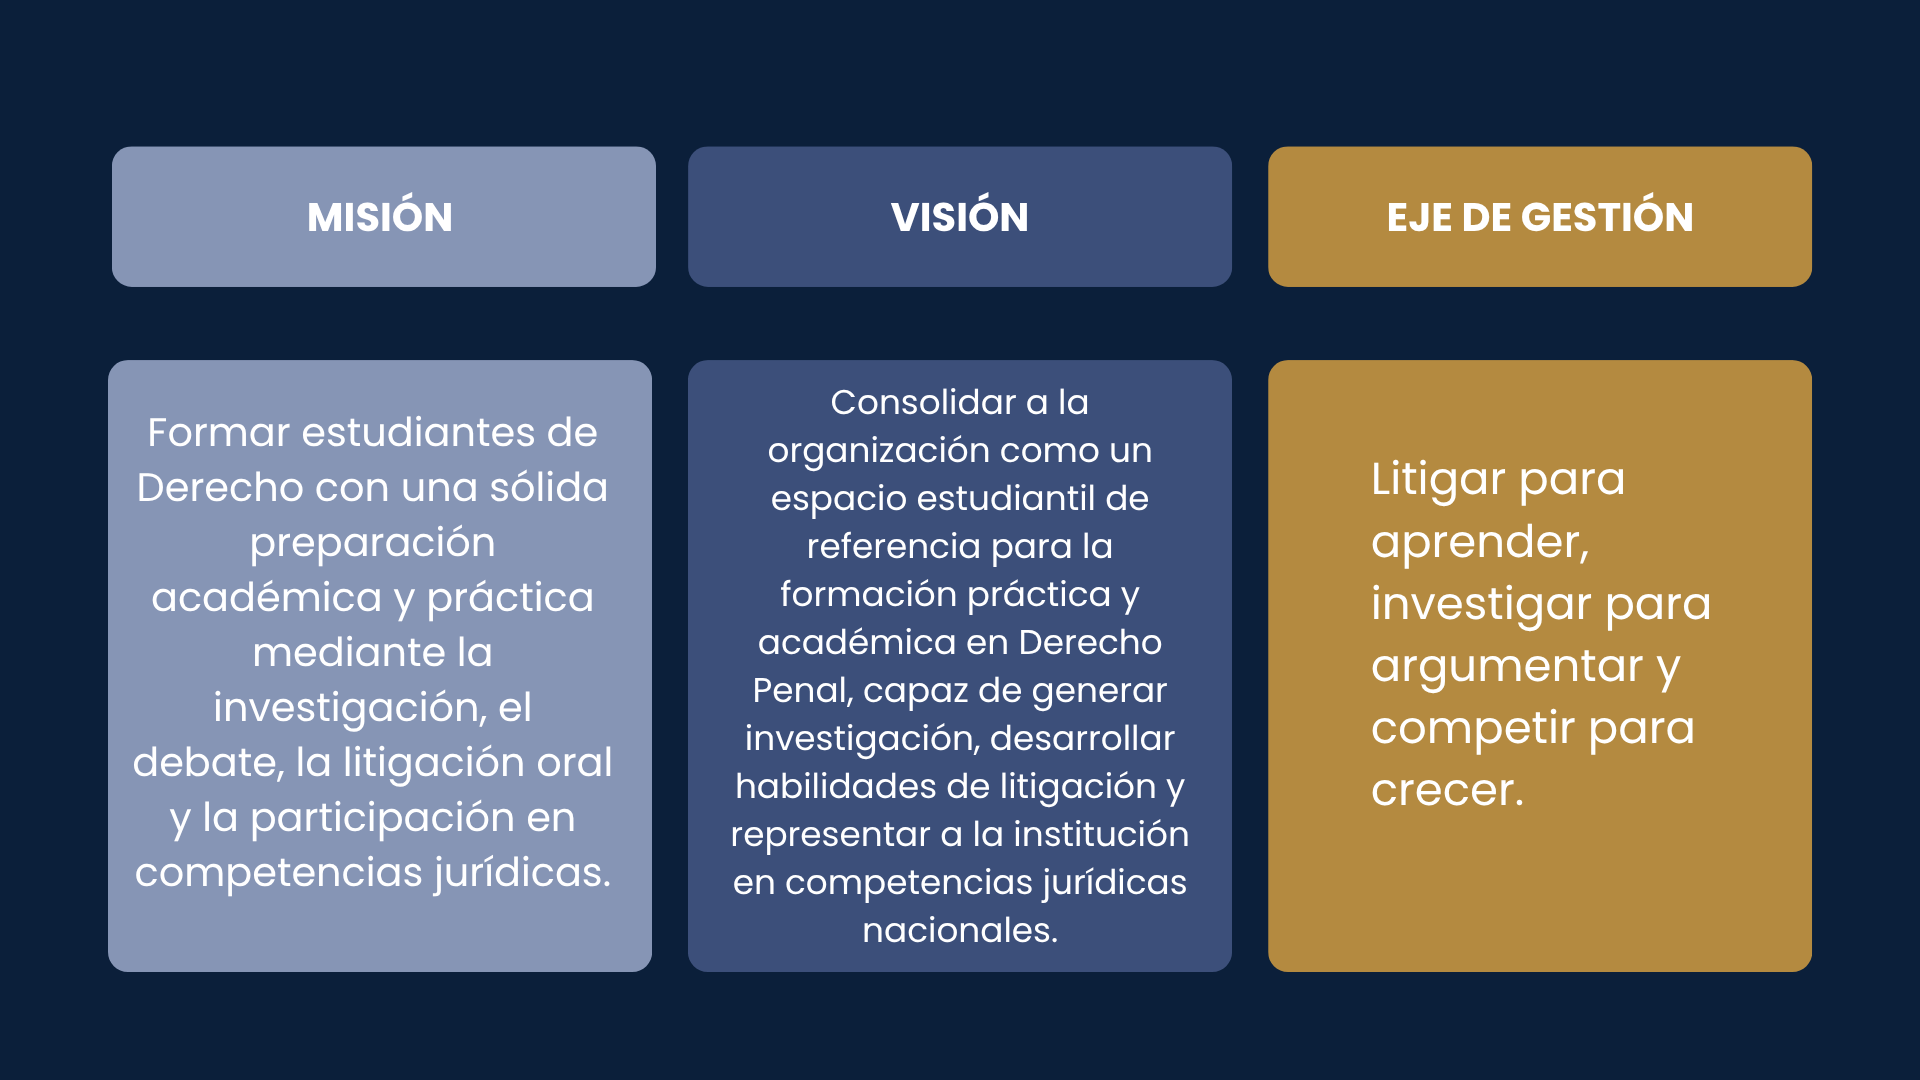 MISIÓN
VISIÓN
EJE DE GESTIÓN
Formar estudiantes de
Derecho con una sólida
preparación
académica y práctica
mediante la
investigación, el
debate, la litigación oral
y la participación en
competencias jurídicas.
Consolidar a la
organización como un
espacio estudiantil de
referencia para la
formación práctica y
académica en Derecho
Penal, capaz de generar
investigación, desarrollar
habilidades de litigación y
representar a la institución
en competencias jurídicas
nacionales.
Litigar para
aprender,
investigar para
argumentar y
competir para
crecer.